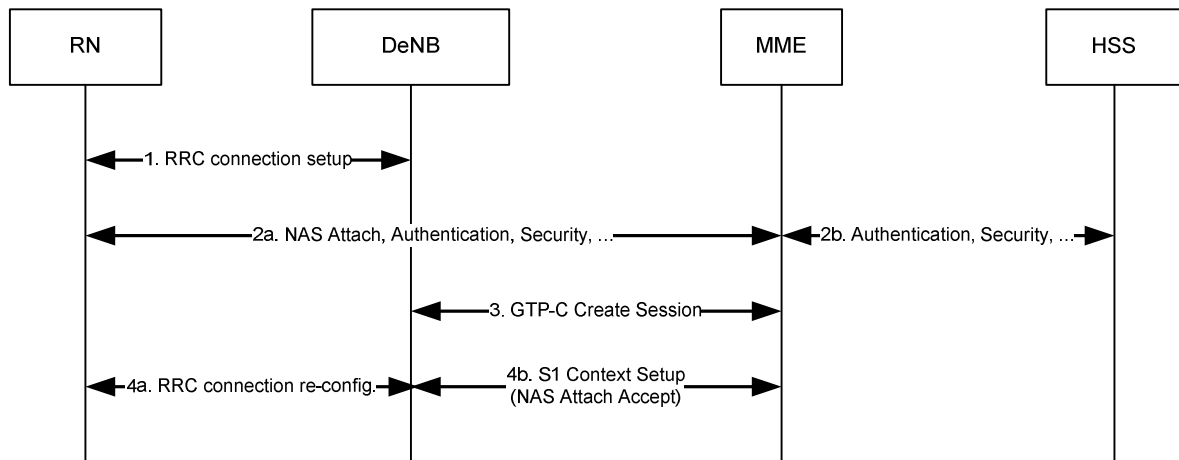 RN
DeNB
MME
HSS
1. RRC connection setup
2a. NAS Attach, Authentication, Security, ...
2b. Authentication, Security, ...
3. GTP-C Create Session
4a. RRC connection re-config.
4b. S1 Context Setup
(NAS Attach Accept)